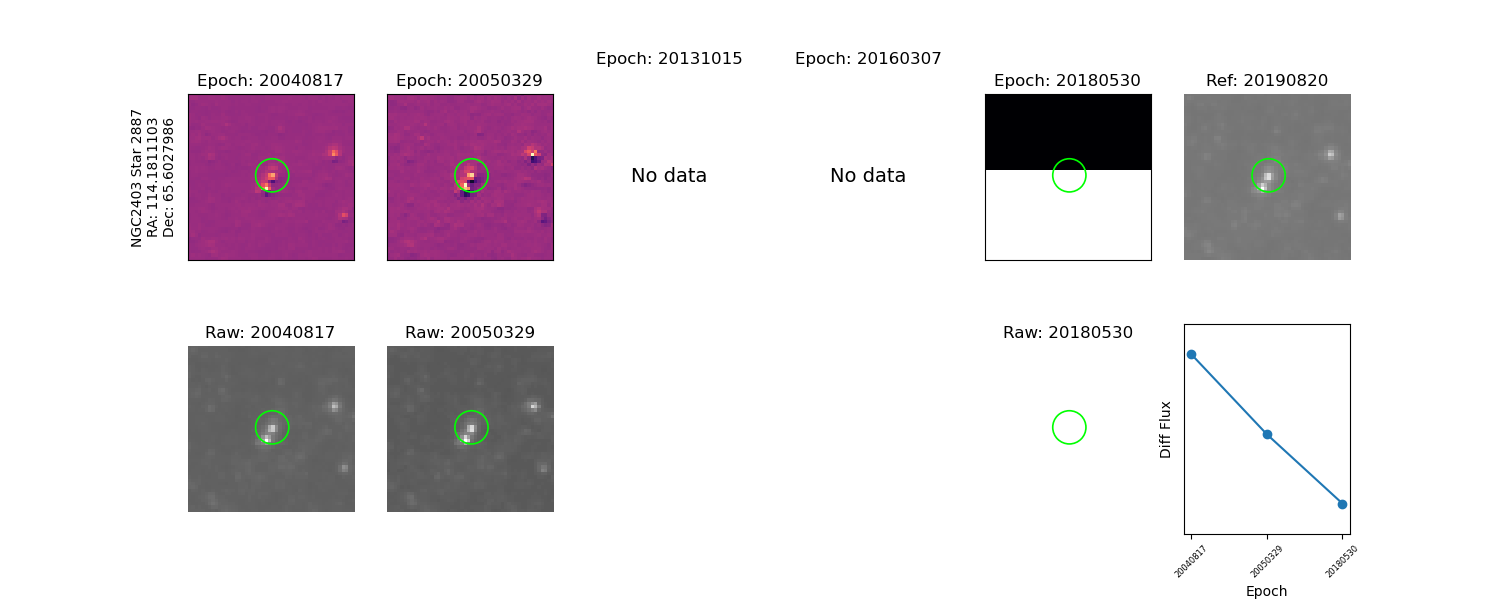 Epoch: 20040817
Epoch: 20050329
Epoch: 20131015
Epoch: 20160307
Epoch: 20180530
Ref: 20190820
NGC2403 Star 2887
RA: 114.1811103
Dec: 65.6027986
No data
No data
Raw: 20040817
Raw: 20050329
Raw: 20180530
Diff Flux
20040817
20050329
20180530
Epoch